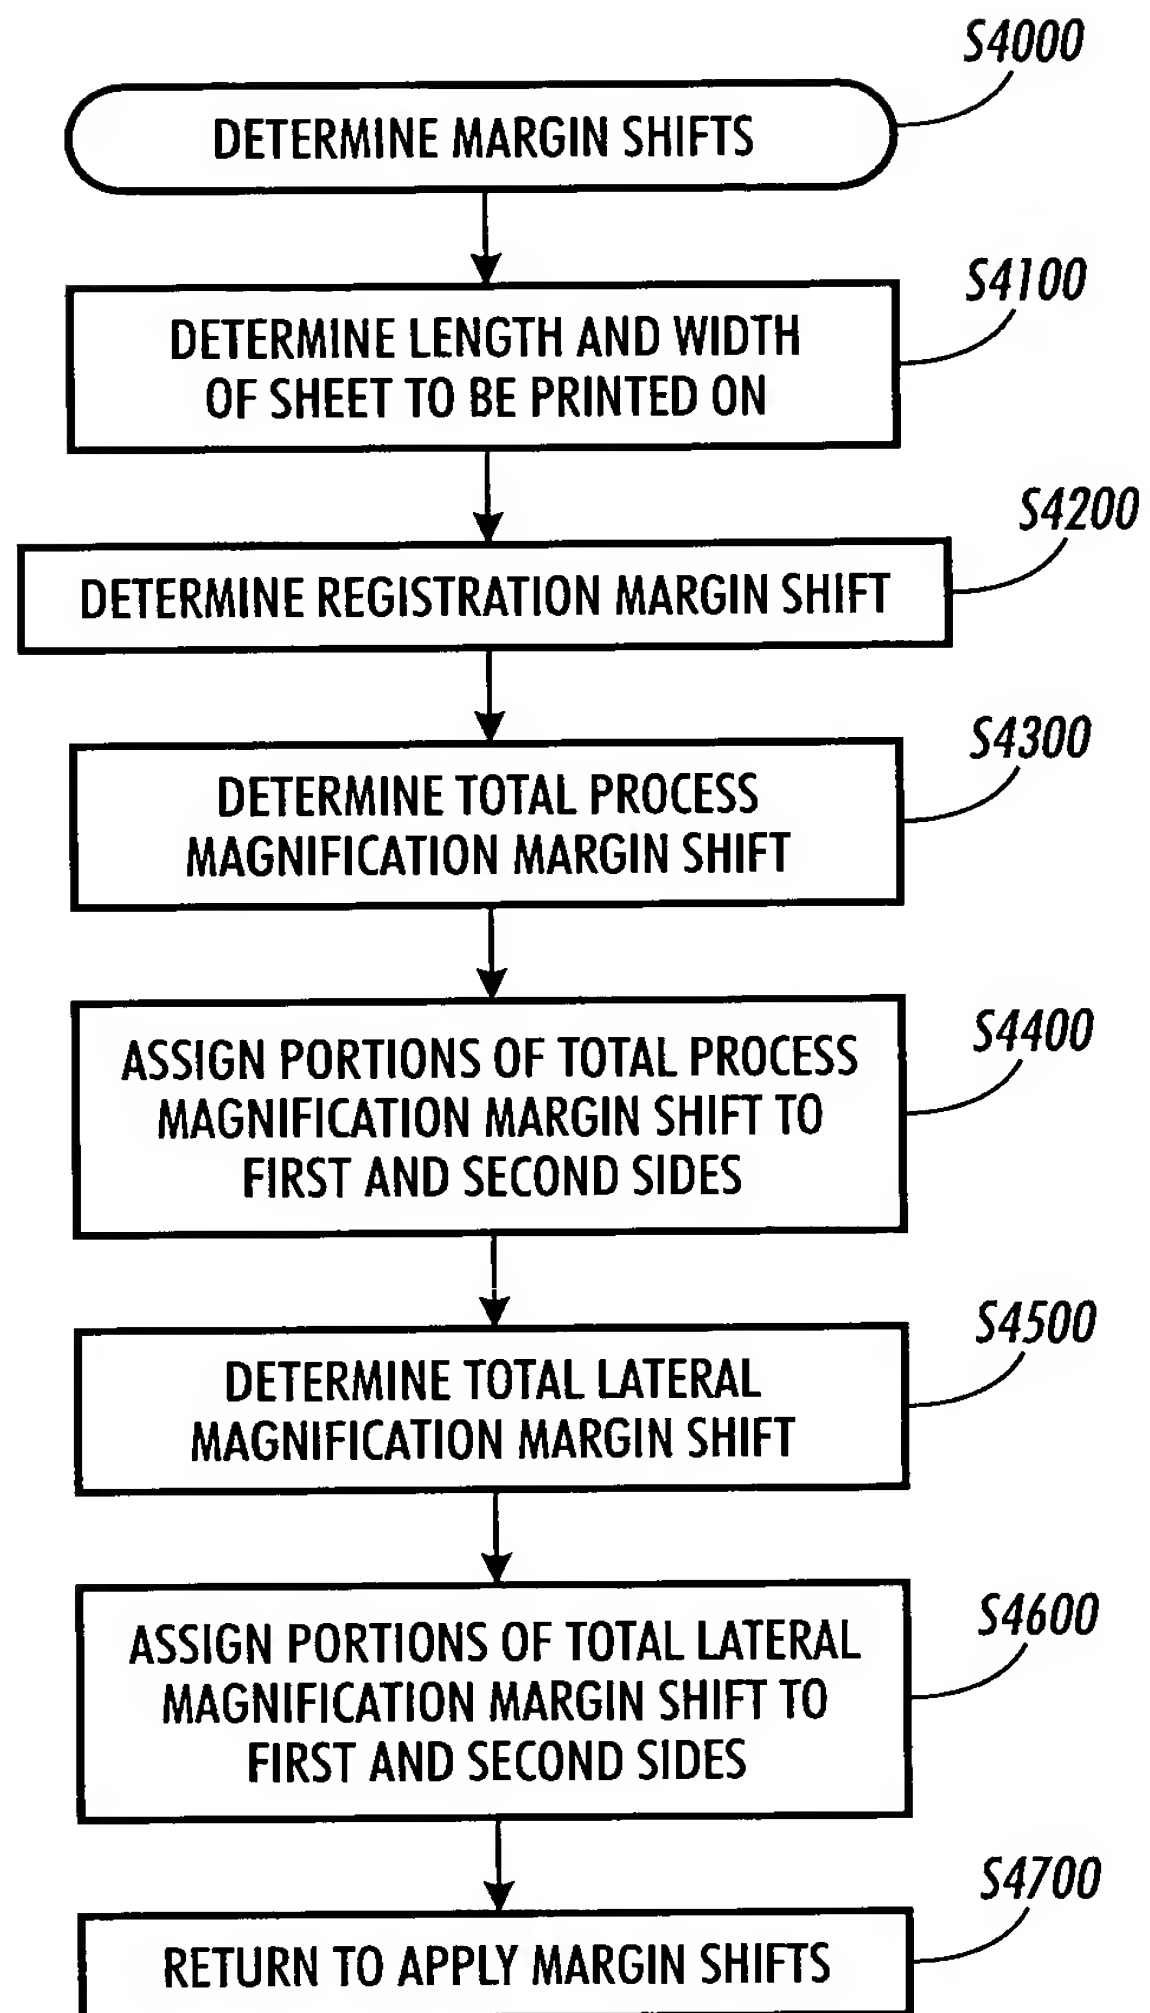 S4000
DETERMINE MARGIN SHIFTS
S4100
DETERMINE LENGTH AND WIDTH
OF SHEET TO BE PRINTED ON
S4200
DETERMINE REGISTRATION MARGIN SHIFT
S4300
DETERMINE TOTAL PROCESS
MAGNIFICATION MARGIN SHIFT
S4400
ASSIGN PORTIONS OF TOTAL PROCESS
MAGNIFICATION MARGIN SHIFT TO
FIRST AND SECOND SIDES
S4500
DETERMINE TOTAL LATERAL
MAGNIFICATION MARGIN SHIFT
S4600
ASSIGN PORTIONS OF TOTAL LATERAL
MAGNIFICATION MARGIN SHIFT TO
FIRST AND SECOND SIDES
S4700
RETURN TO APPLY MARGIN SHIFTS